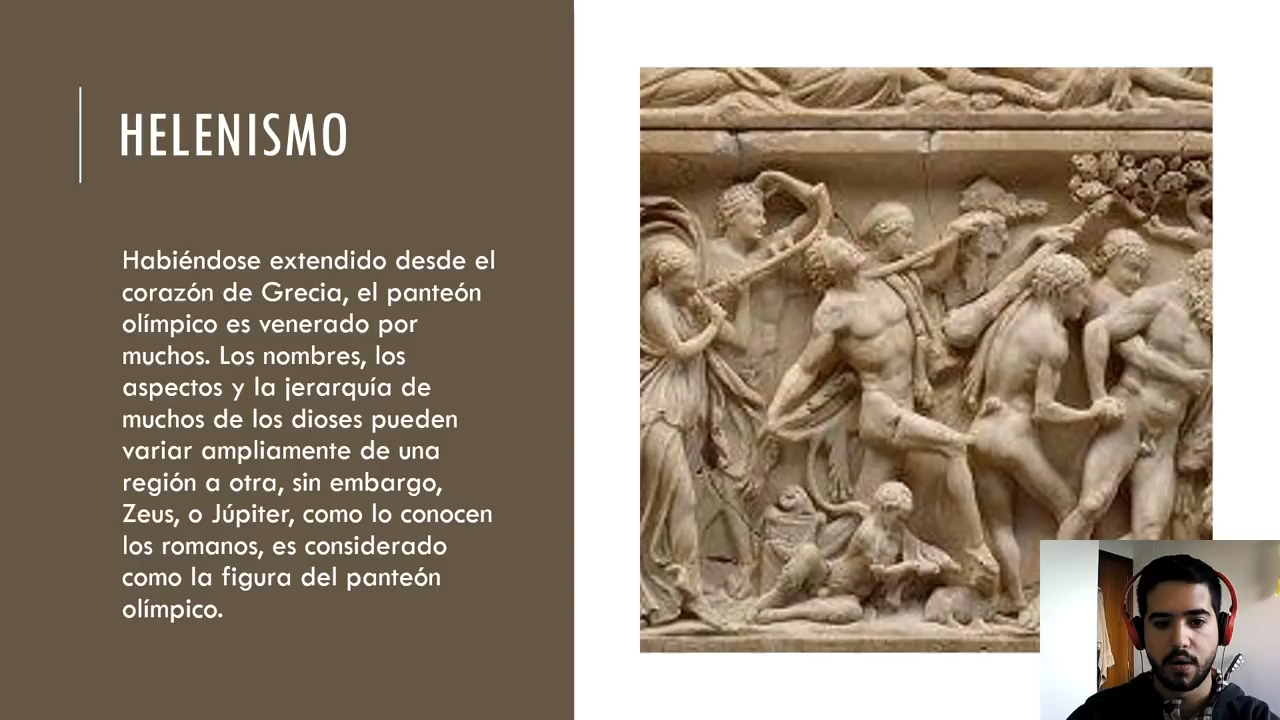 HELENISMO
Habiéndose extendido desde el
corazón de Grecia, el panteón
olímpico es venerado por
muchos. Los nombres, los
aspectos y la jerarquía de
muchos de los dioses pueden
variar ampliamente de una
región a otra, sin embargo,
Zeus, o Júpiter, como lo conocen
los romanos, es considerado
como la figura del panteón
olímpico.